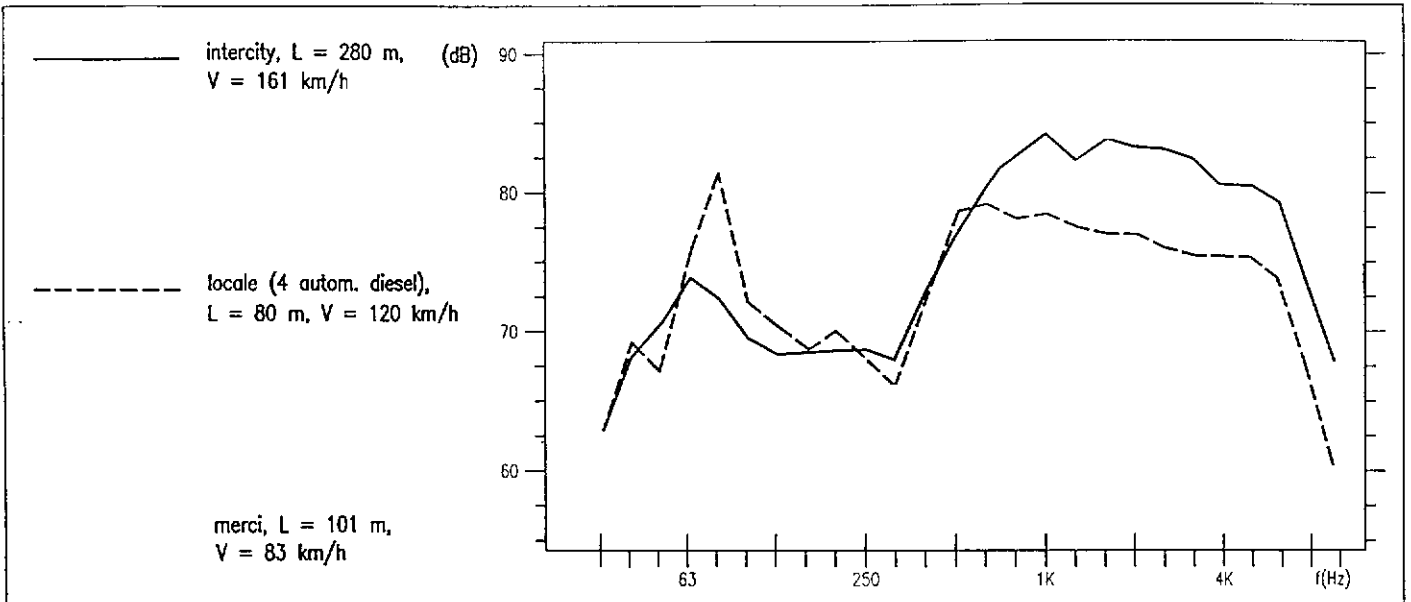 intercity, L = 280 m,
V = 161 km/h
locale (4 autom. diesel),
L = 80 m, V = 120 km/h
merci, L = 101 m,
V = 83 km/h
(dB)
90
80
70
60
63
250
1K
4K
f(Hz)